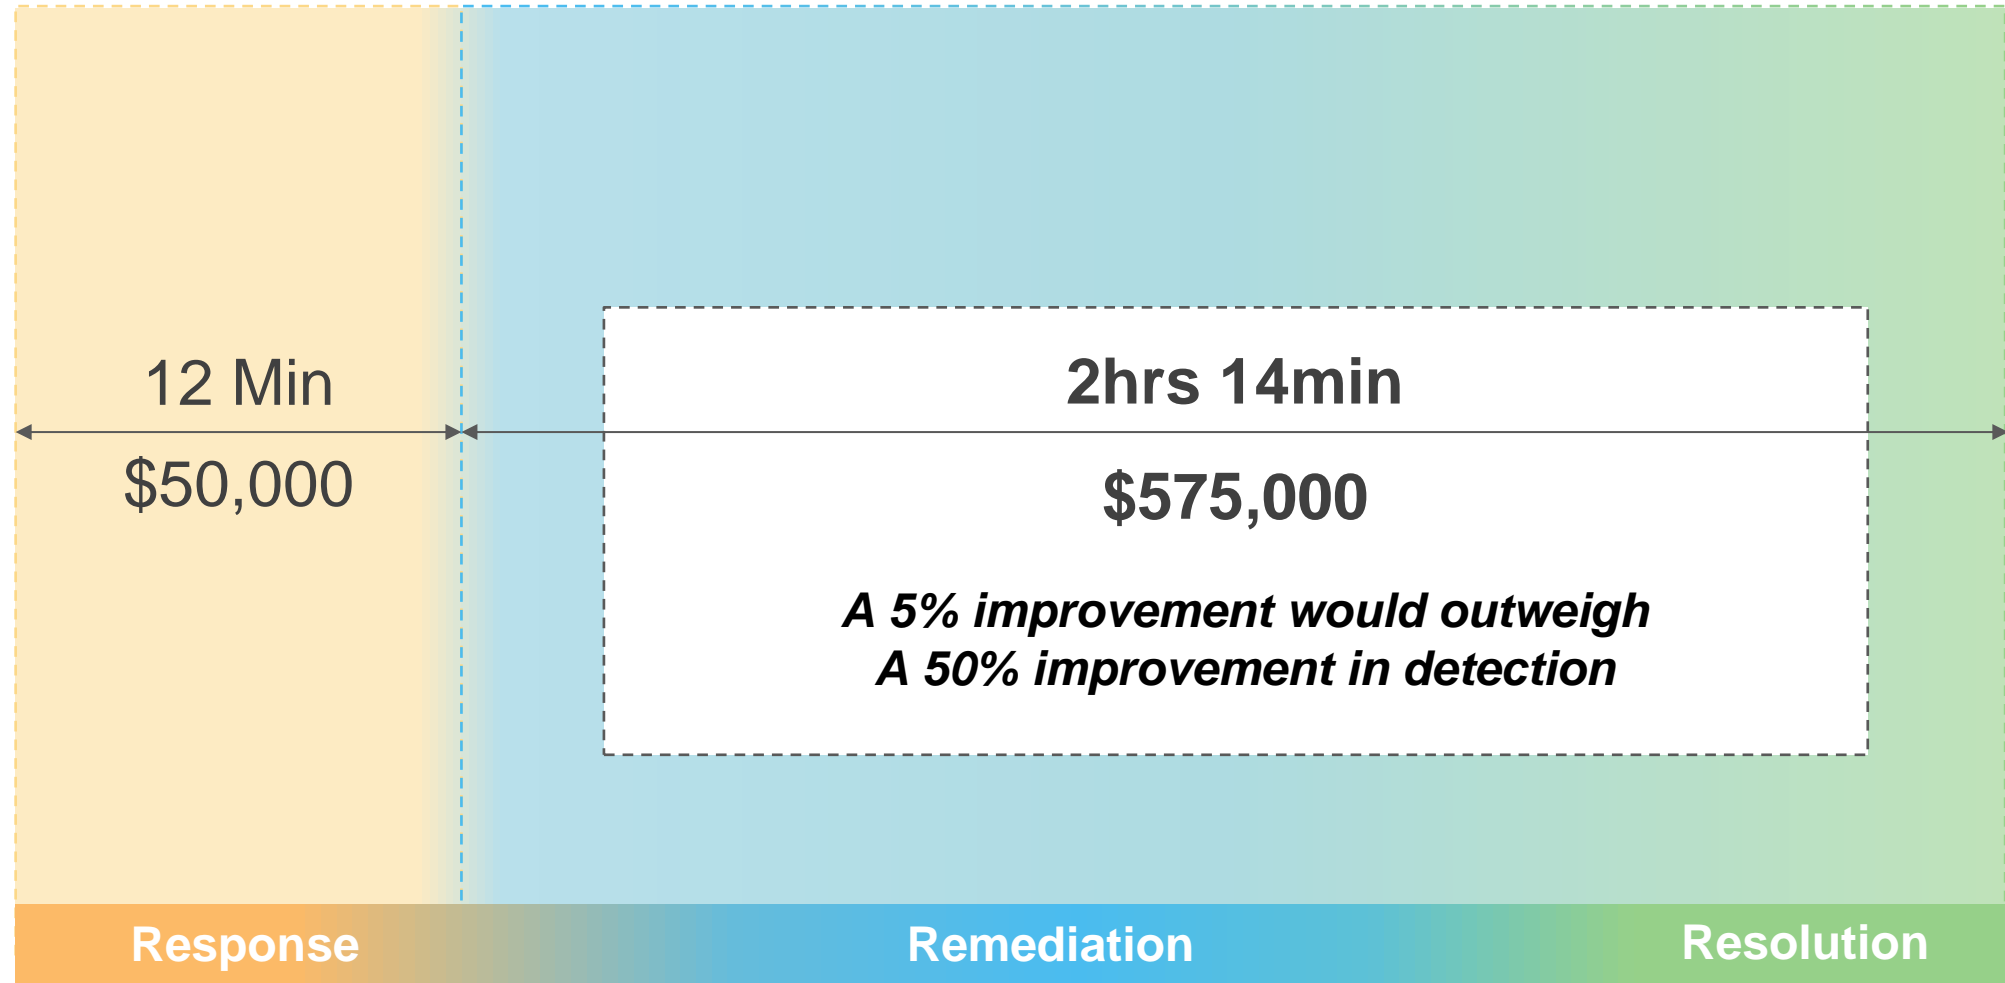 12 Min
$50,000
2hrs 14min
$575,000
A 5% improvement would outweigh
A 50% improvement in detection
Response
Remediation
Resolution